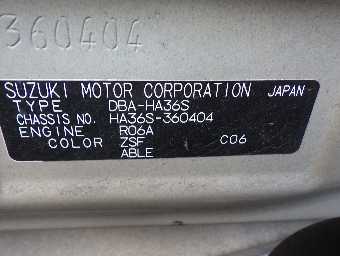 360404
SUZUKI MOTOR CORPORATION JAPAN
TYPE DBA-HA36S
CHASSIS NO. HA36S-360404
ENGINE R06A
COLOR ZSF C06
ABLE